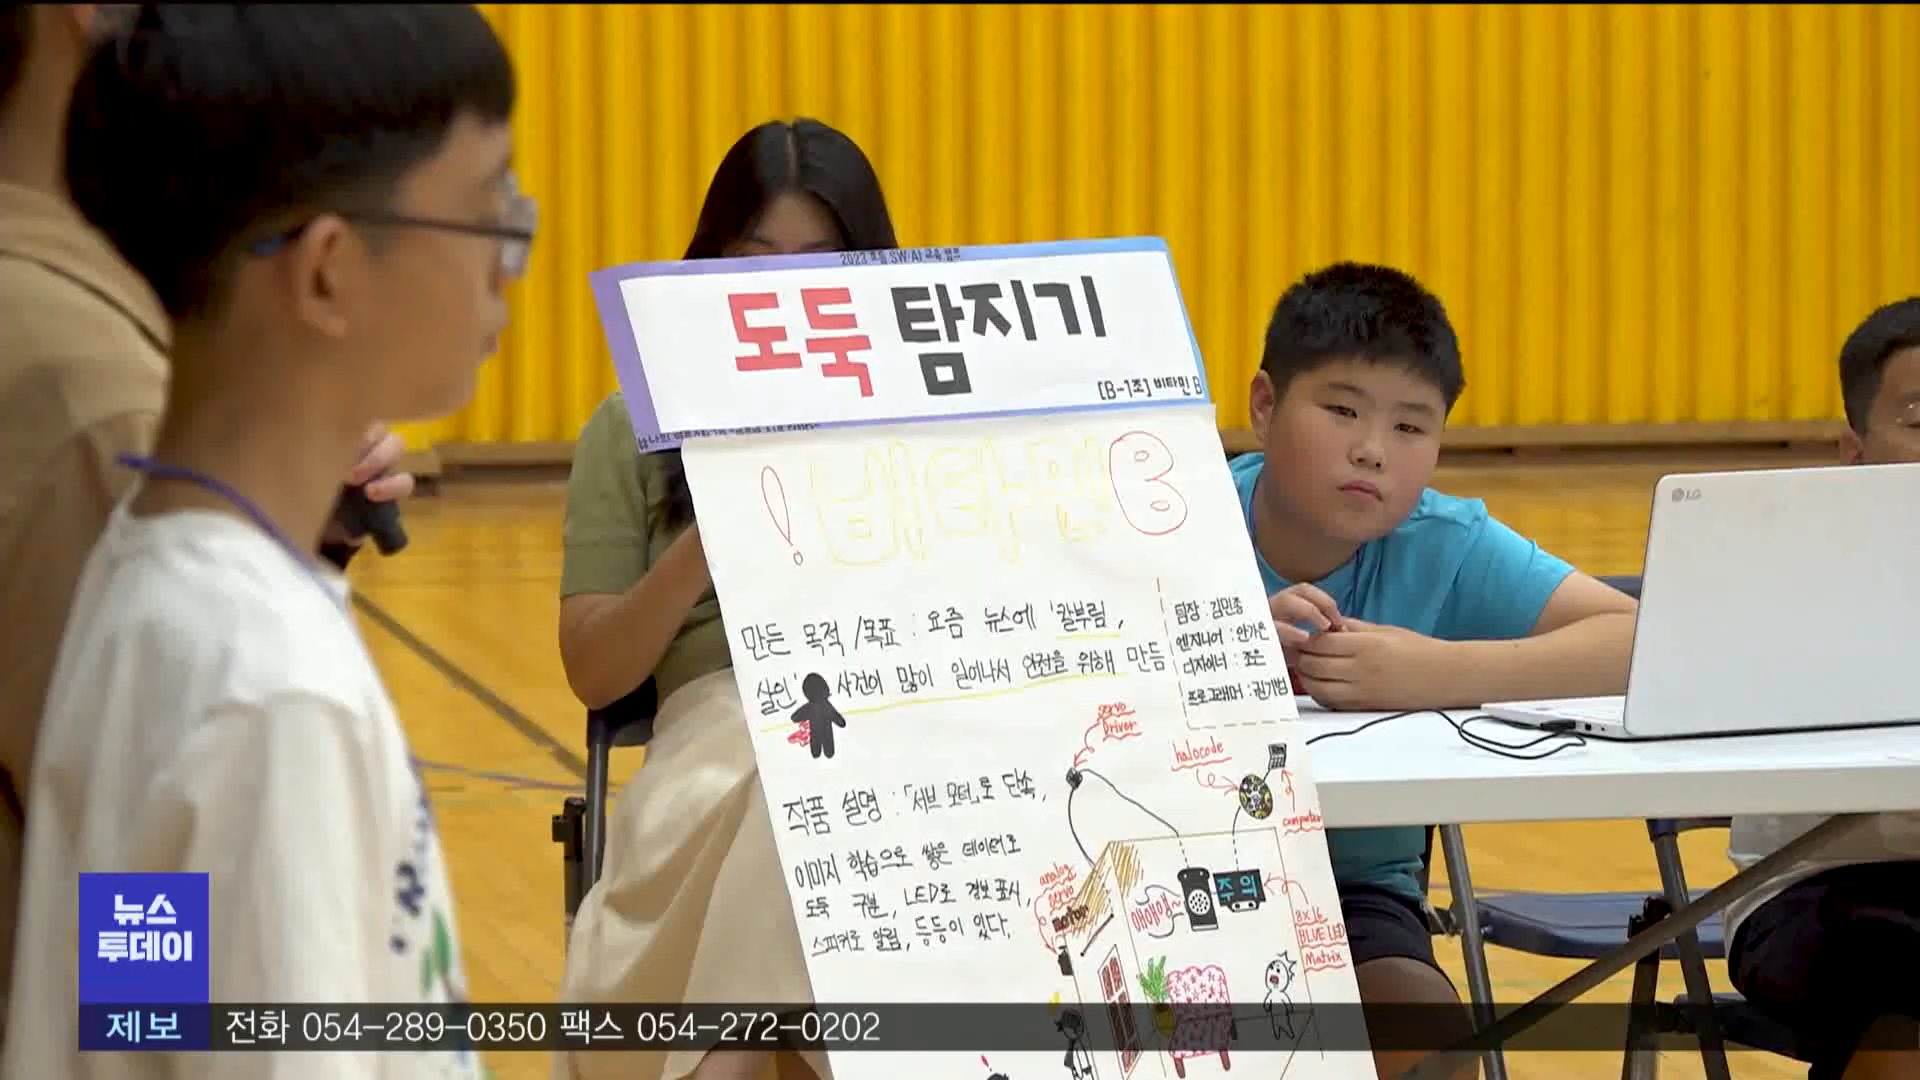 2023 초등 SW·AI 교육 캠프
도둑 탐지기
[B-1조] 비타민 B
! 비타민 B
만든 목적/목표 : 요즘 뉴스에 '칼부림,
살인' 사건이 많이 일어나서 안전을 위해 만듬
팀장 : 김민중
엔지니어 : 안가은
디자이너 : 조은
프로그래머 : 권기범
작품 설명 : 「서브 모터」로 단속,
이미지 학습으로 쌓은 데이터로
도둑 구분, LED로 경보 표시,
스피커로 알림, 등등이 있다.
servo
Driver
halocode
computer
analog
servo
motor
애애앵~
주의
8x16
BLUE LED
Matrix
LG
뉴스
투데이
제보 전화 054-289-0350 팩스 054-272-0202